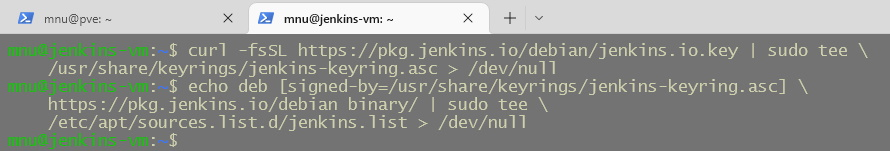 mnu@pve: ~
mnu@jenkins-vm: ~
mnu@jenkins-vm:~$ curl -fsSL https://pkg.jenkins.io/debian/jenkins.io.key | sudo tee \
/usr/share/keyrings/jenkins-keyring.asc > /dev/null
mnu@jenkins-vm:~$ echo deb [signed-by=/usr/share/keyrings/jenkins-keyring.asc] \
https://pkg.jenkins.io/debian binary/ | sudo tee \
/etc/apt/sources.list.d/jenkins.list > /dev/null
mnu@jenkins-vm:~$